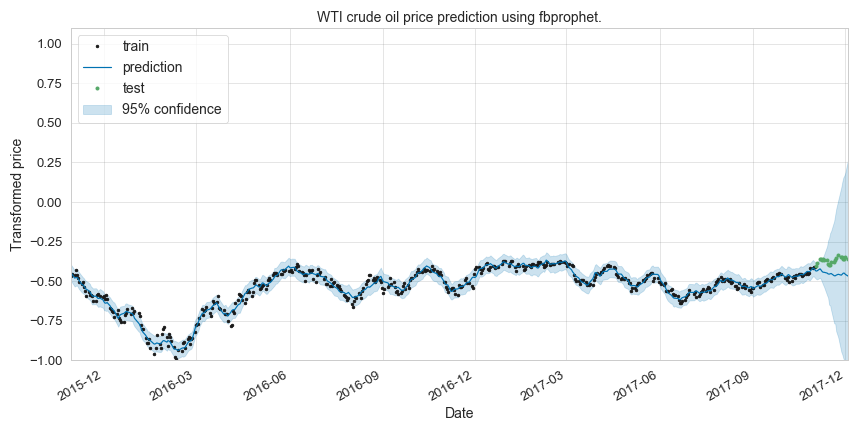 WTI crude oil price prediction using fbprophet.
train
prediction
test
95% confidence
1.00
0.75
0.50
0.25
0.00
−0.25
−0.50
−0.75
−1.00
Transformed price
2015-12
2016-03
2016-06
2016-09
2016-12
2017-03
2017-06
2017-09
2017-12
Date